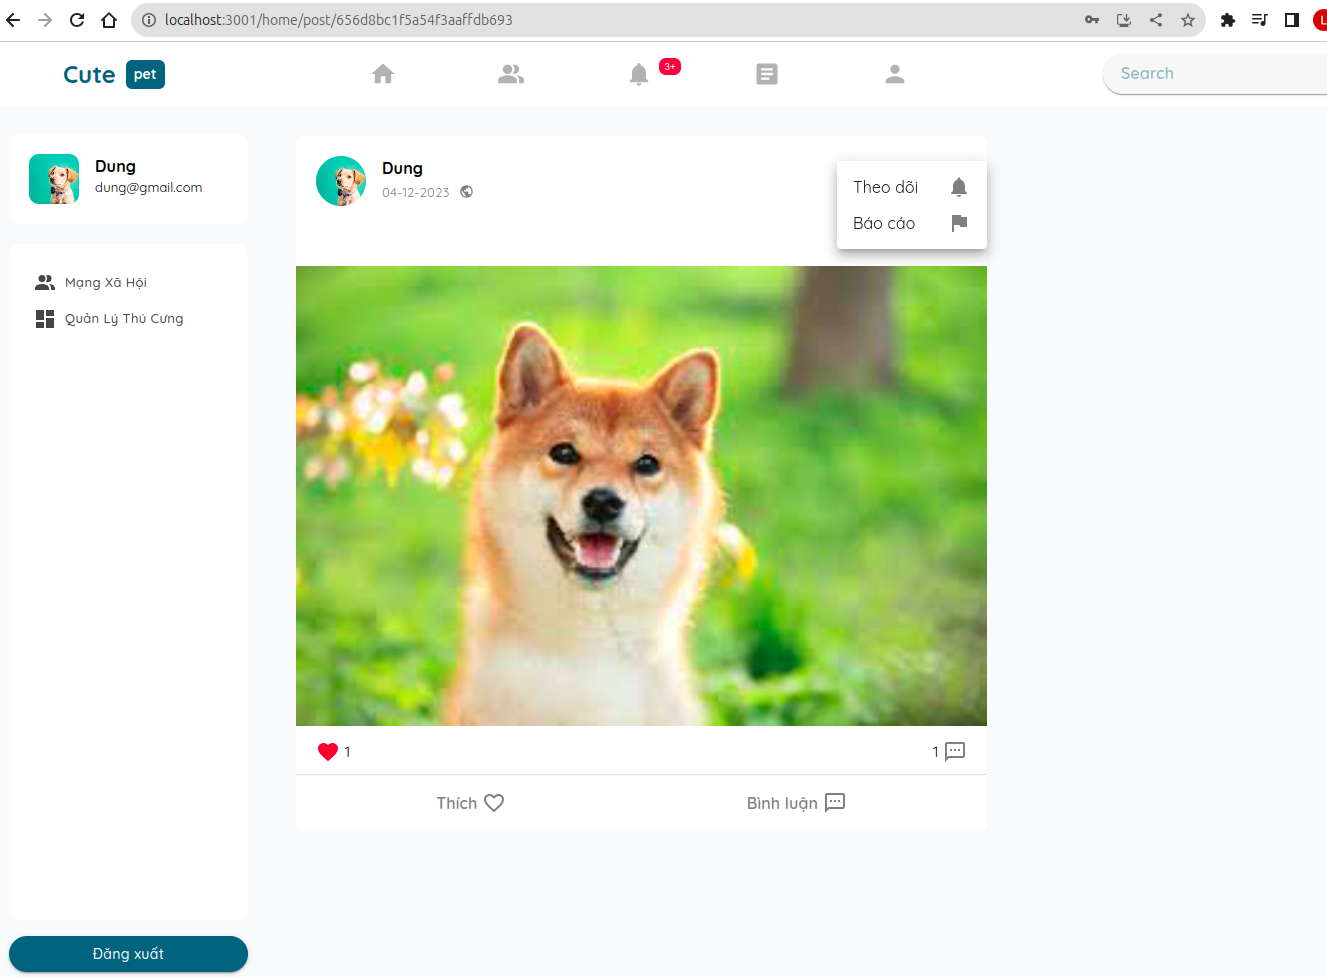 localhost:3001/home/post/656d8bc1f5a54f3aaffdb693
L
Cute pet
3+
Search
Dung
dung@gmail.com
Mạng Xã Hội
Quản Lý Thú Cưng
Đăng xuất
Dung
04-12-2023
Theo dõi
Báo cáo
1
1
Thích
Bình luận